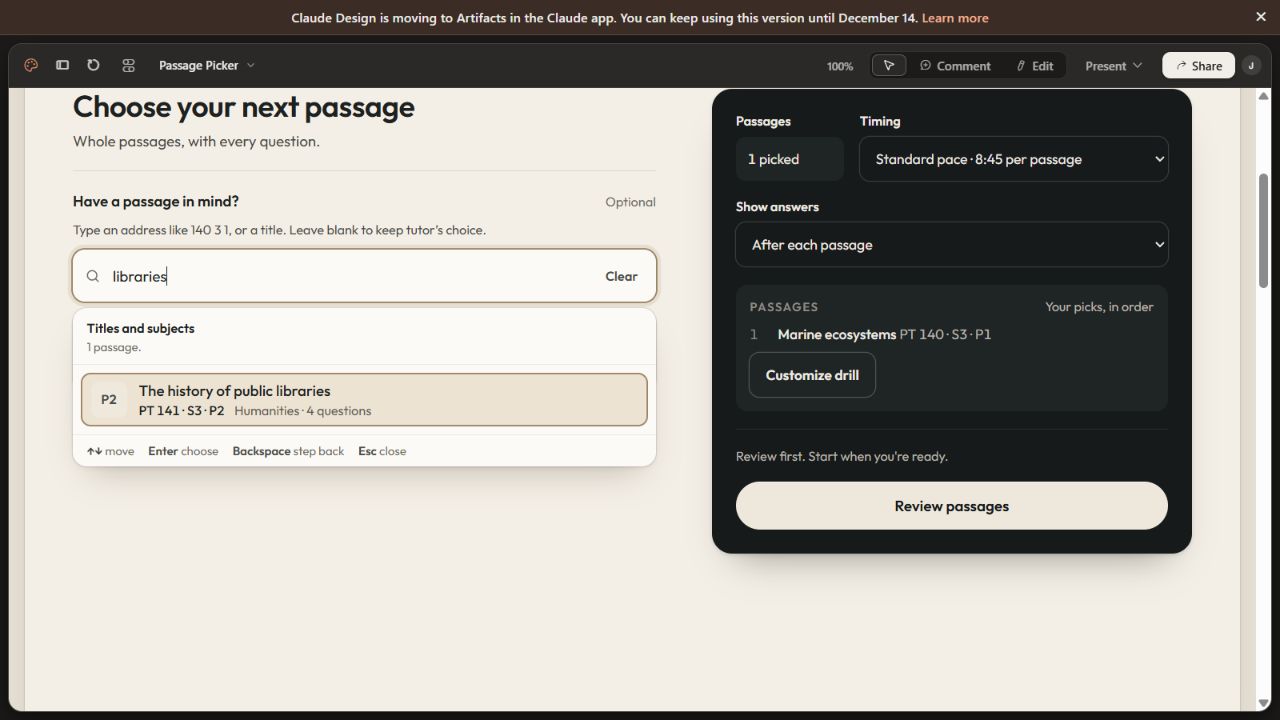 Claude Design is moving to Artifacts in the Claude app. You can keep using this version until December 14. Learn more
Passage Picker
100%
Comment
Edit
Present
Share
J
Choose your next passage
Whole passages, with every question.
Have a passage in mind?
Optional
Type an address like 140 3 1, or a title. Leave blank to keep tutor's choice.
libraries
Clear
Titles and subjects
1 passage.
P2
The history of public libraries
PT 141 · S3 · P2 Humanities · 4 questions
↑↓ move Enter choose Backspace step back Esc close
Passages
Timing
1 picked
Standard pace · 8:45 per passage
Show answers
After each passage
PASSAGES
Your picks, in order
1 Marine ecosystems PT 140 · S3 · P1
Customize drill
Review first. Start when you're ready.
Review passages